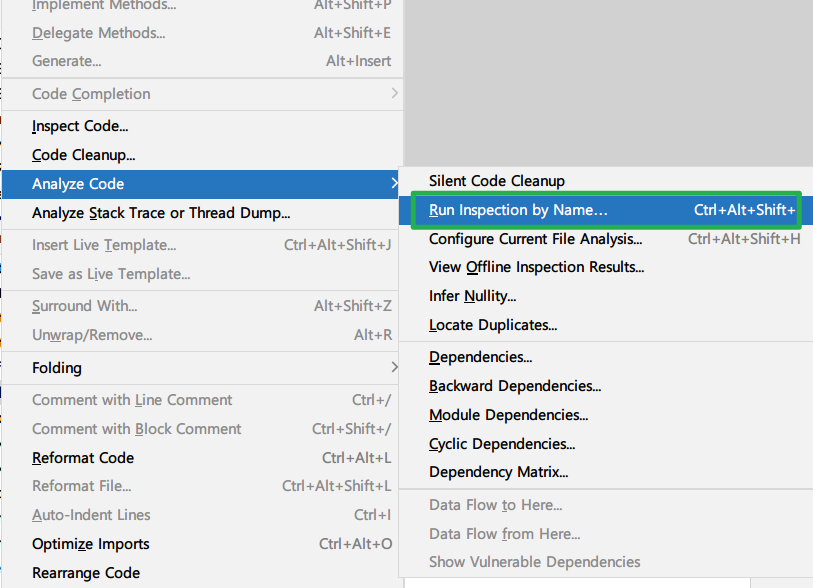 Implement Methods... Alt+Shift+P
Delegate Methods... Alt+Shift+E
Generate... Alt+Insert
Code Completion
Inspect Code...
Code Cleanup...
Analyze Code
Analyze Stack Trace or Thread Dump...
Insert Live Template... Ctrl+Alt+Shift+J
Save as Live Template...
Surround With... Alt+Shift+Z
Unwrap/Remove... Alt+R
Folding
Comment with Line Comment Ctrl+/
Comment with Block Comment Ctrl+Shift+/
Reformat Code Ctrl+Alt+L
Reformat File... Ctrl+Alt+Shift+L
Auto-Indent Lines Ctrl+I
Optimize Imports Ctrl+Alt+O
Rearrange Code
Silent Code Cleanup
Run Inspection by Name... Ctrl+Alt+Shift+
Configure Current File Analysis... Ctrl+Alt+Shift+H
View Offline Inspection Results...
Infer Nullity...
Locate Duplicates...
Dependencies...
Backward Dependencies...
Module Dependencies...
Cyclic Dependencies...
Dependency Matrix...
Data Flow to Here...
Data Flow from Here...
Show Vulnerable Dependencies